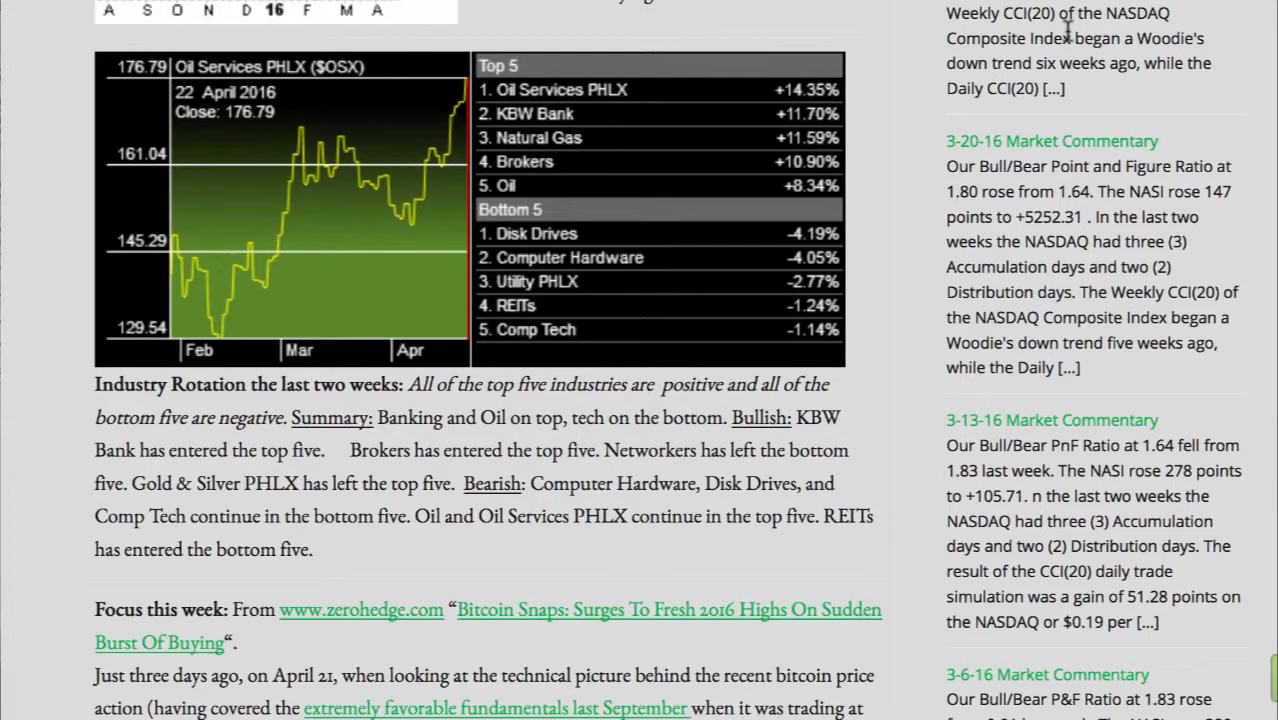 A S O N D 16 F M A
176.79 Oil Services PHLX ($OSX)
22 April 2016
Close: 176.79
161.04
145.29
129.54
Feb Mar Apr
Top 5
1. Oil Services PHLX +14.35%
2. KBW Bank +11.70%
3. Natural Gas +11.59%
4. Brokers +10.90%
5. Oil +8.34%
Bottom 5
1. Disk Drives -4.19%
2. Computer Hardware -4.05%
3. Utility PHLX -2.77%
4. REITs -1.24%
5. Comp Tech -1.14%
Industry Rotation the last two weeks: All of the top five industries are positive and all of the
bottom five are negative. Summary: Banking and Oil on top, tech on the bottom. Bullish: KBW
Bank has entered the top five. Brokers has entered the top five. Networkers has left the bottom
five. Gold & Silver PHLX has left the top five. Bearish: Computer Hardware, Disk Drives, and
Comp Tech continue in the bottom five. Oil and Oil Services PHLX continue in the top five. REITs
has entered the bottom five.
Focus this week: From www.zerohedge.com “Bitcoin Snaps: Surges To Fresh 2016 Highs On Sudden
Burst Of Buying“.
Just three days ago, on April 21, when looking at the technical picture behind the recent bitcoin price
action (having covered the extremely favorable fundamentals last September when it was trading at
Weekly CCI(20) of the NASDAQ
Composite Index began a Woodie's
down trend six weeks ago, while the
Daily CCI(20) [...]
3-20-16 Market Commentary
Our Bull/Bear Point and Figure Ratio at
1.80 rose from 1.64. The NASI rose 147
points to +5252.31 . In the last two
weeks the NASDAQ had three (3)
Accumulation days and two (2)
Distribution days. The Weekly CCI(20) of
the NASDAQ Composite Index began a
Woodie's down trend five weeks ago,
while the Daily [...]
3-13-16 Market Commentary
Our Bull/Bear PnF Ratio at 1.64 fell from
1.83 last week. The NASI rose 278 points
to +105.71. n the last two weeks the
NASDAQ had three (3) Accumulation
days and two (2) Distribution days. The
result of the CCI(20) daily trade
simulation was a gain of 51.28 points on
the NASDAQ or $0.19 per [...]
3-6-16 Market Commentary
Our Bull/Bear P&F Ratio at 1.83 rose